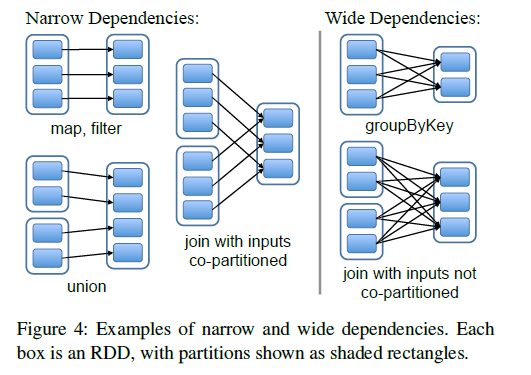 Narrow Dependencies:
Wide Dependencies:
map, filter
groupByKey
union
join with inputs
co-partitioned
join with inputs not
co-partitioned
Figure 4: Examples of narrow and wide dependencies. Each
box is an RDD, with partitions shown as shaded rectangles.